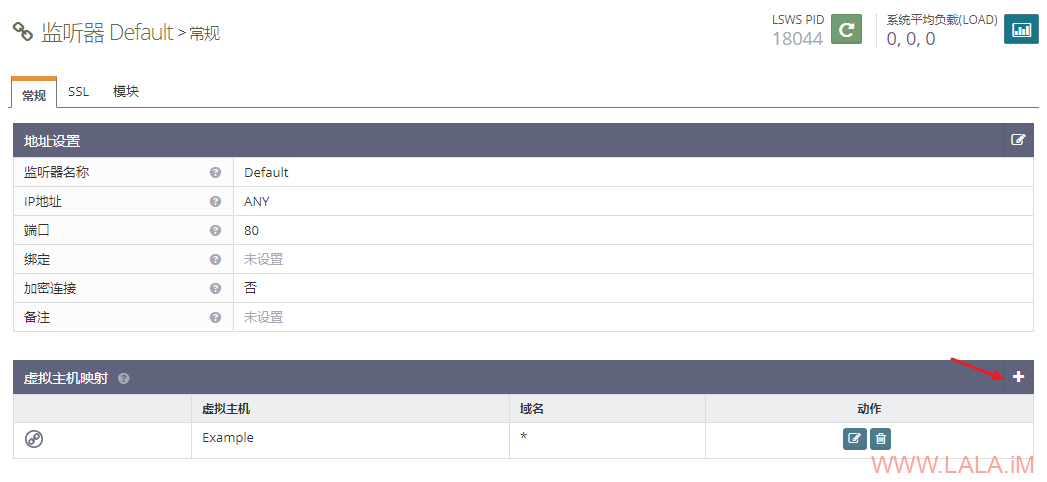 监听器 Default > 常规
LSWS PID
18044
系统平均负载(LOAD)
0, 0, 0
常规 SSL 模块
地址设置
监听器名称 Default
IP地址 ANY
端口 80
绑定 未设置
加密连接 否
备注 未设置
虚拟主机映射
虚拟主机 域名 动作
Example *
WWW.LALA.iM